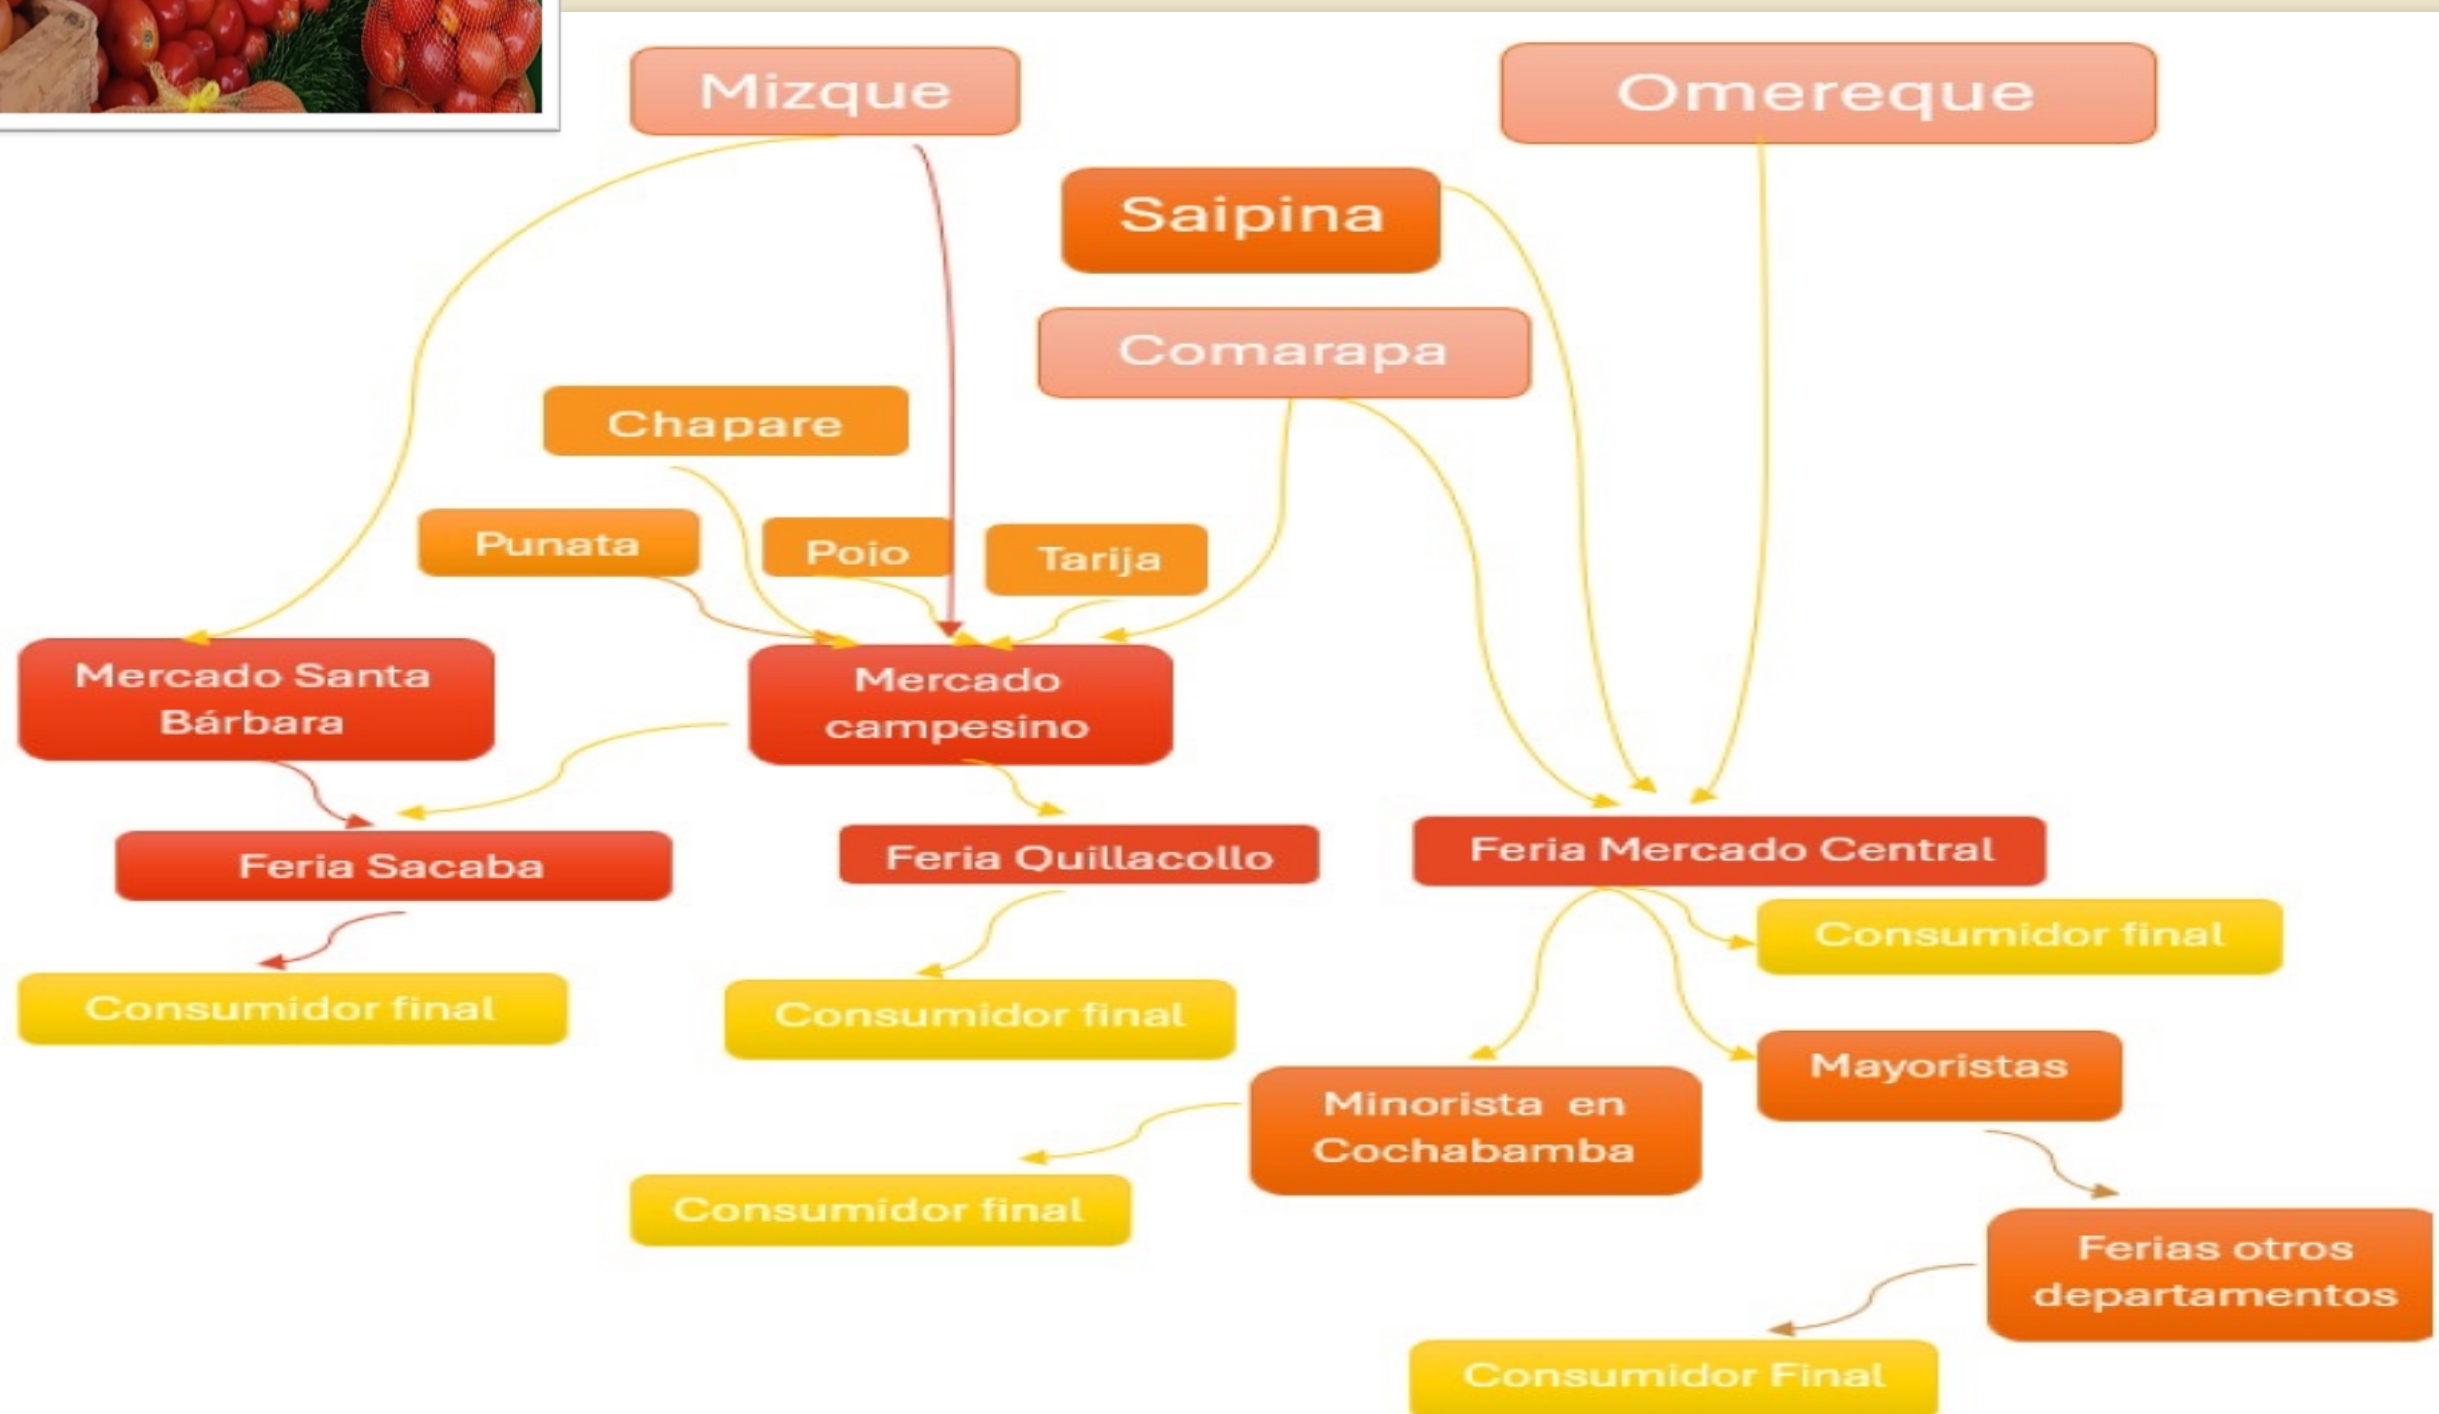 Mizque
Omereque
Saipina
Comarapa
Chapare
Punata
Pojo
Tarija
Mercado Santa
Bárbara
Mercado
campesino
Feria Sacaba
Feria Quillacollo
Feria Mercado Central
Consumidor final
Consumidor final
Consumidor final
Mayoristas
Minorista en
Cochabamba
Consumidor final
Ferias otros
departamentos
Consumidor Final